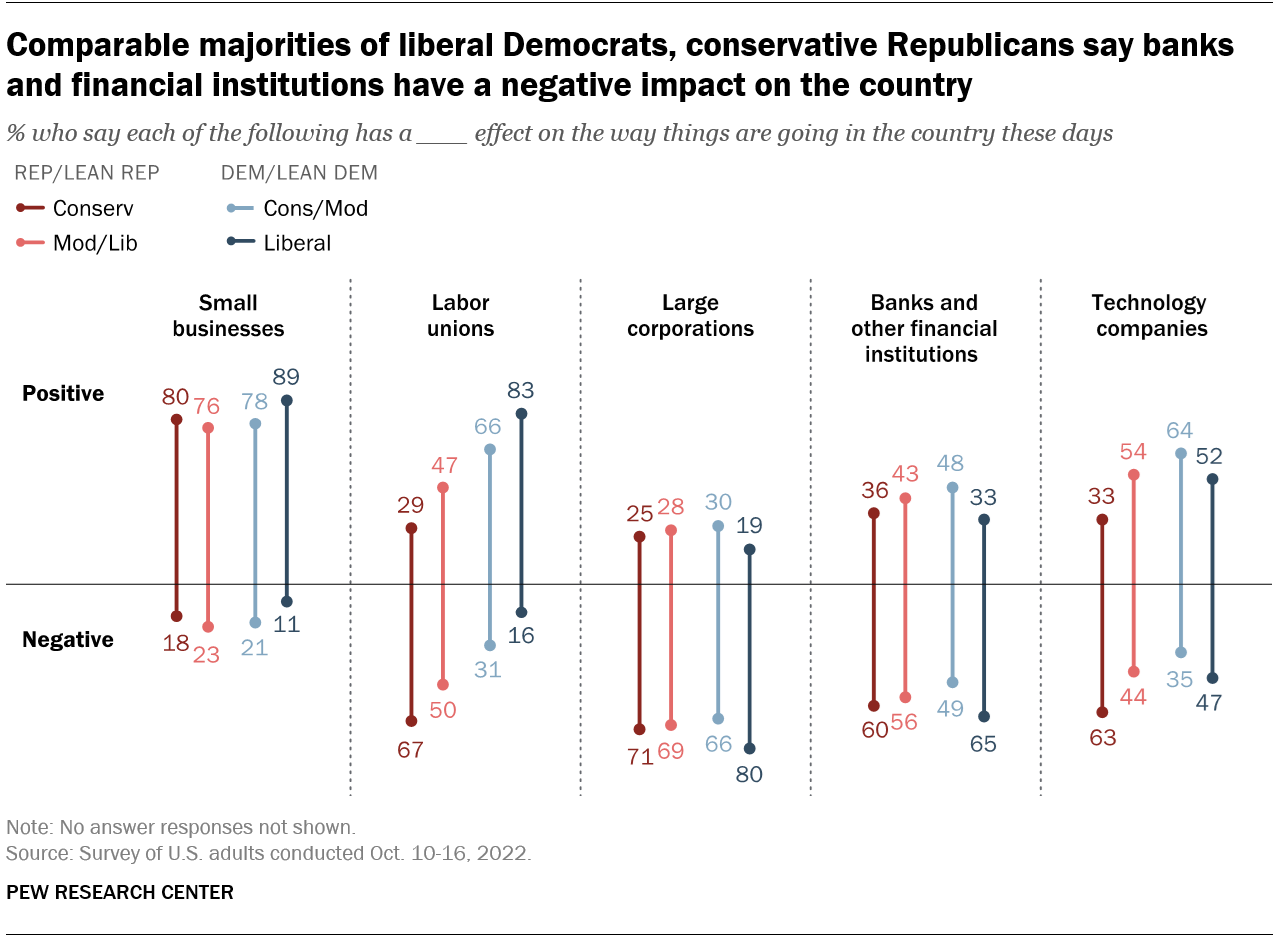 Comparable majorities of liberal Democrats, conservative Republicans say banks
and financial institutions have a negative impact on the country
% who say each of the following has a ____ effect on the way things are going in the country these days
REP/LEAN REP DEM/LEAN DEM
Conserv Cons/Mod
Mod/Lib Liberal
Small
businesses
Labor
unions
Large
corporations
Banks and
other financial
institutions
Technology
companies
Positive
80 76 78 89
29 47 66 83
25 28 30 19
36 43 48 33
33 54 64 52
Negative
18 23 21 11
67 50 31 16
71 69 66 80
60 56 49 65
63 44 35 47
Note: No answer responses not shown.
Source: Survey of U.S. adults conducted Oct. 10-16, 2022.
PEW RESEARCH CENTER